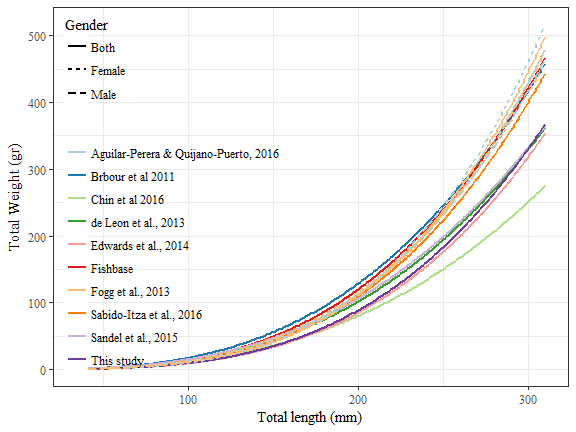 Gender
Both
Female
Male
Aguilar-Perera & Quijano-Puerto, 2016
Brbour et al 2011
Chin et al 2016
de Leon et al., 2013
Edwards et al., 2014
Fishbase
Fogg et al., 2013
Sabido-Itza et al., 2016
Sandel et al., 2015
This study
500
400
300
200
100
0
Total Weight (gr)
100
200
300
Total length (mm)